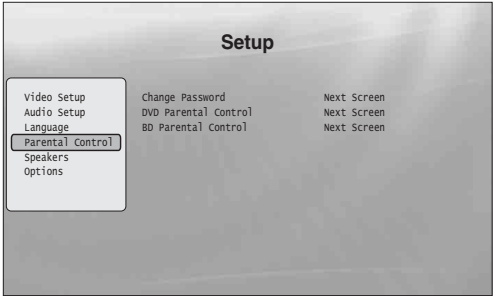 Setup
Video Setup
Audio Setup
Language
Parental Control
Speakers
Options
Change Password Next Screen
DVD Parental Control Next Screen
BD Parental Control Next Screen